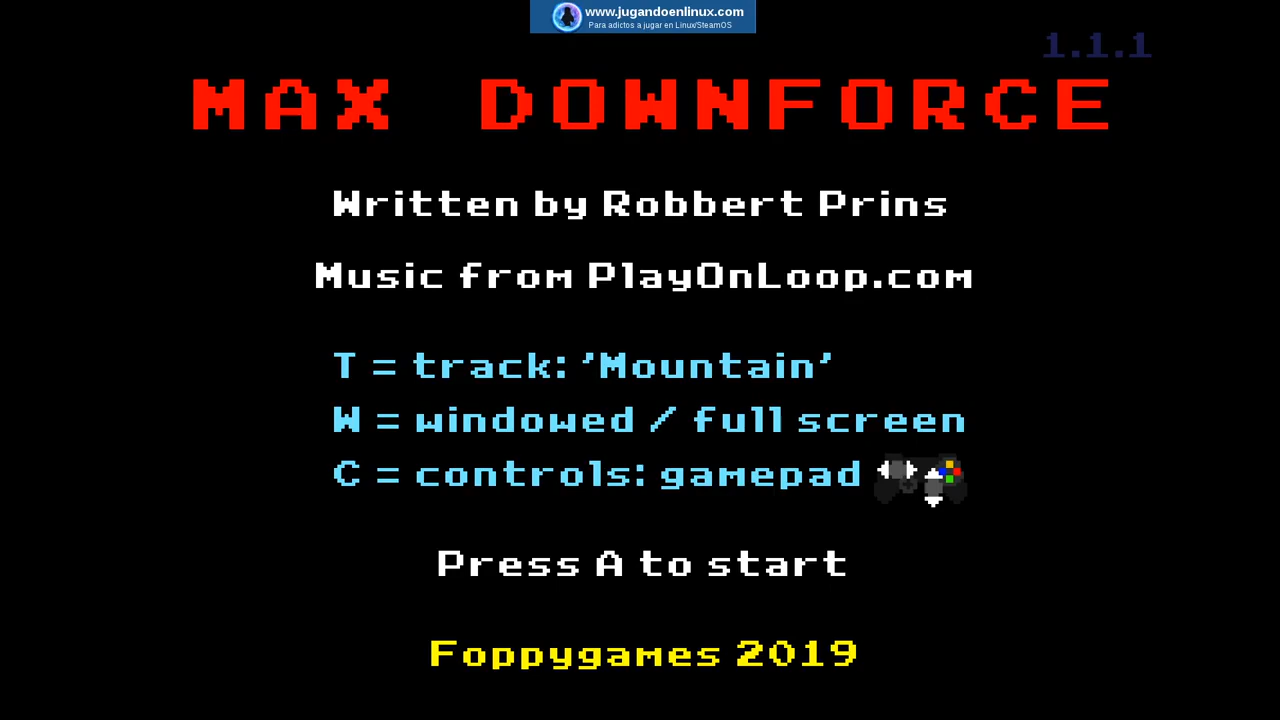 www.jugandoenlinux.com
Para adictos a jugar en Linux/SteamOS
1.1.1
MAX DOWNFORCE
Written by Robbert Prins
Music from PlayOnLoop.com
T = track: 'Mountain'
W = windowed / full screen
C = controls: gamepad
Press A to start
Foppygames 2019